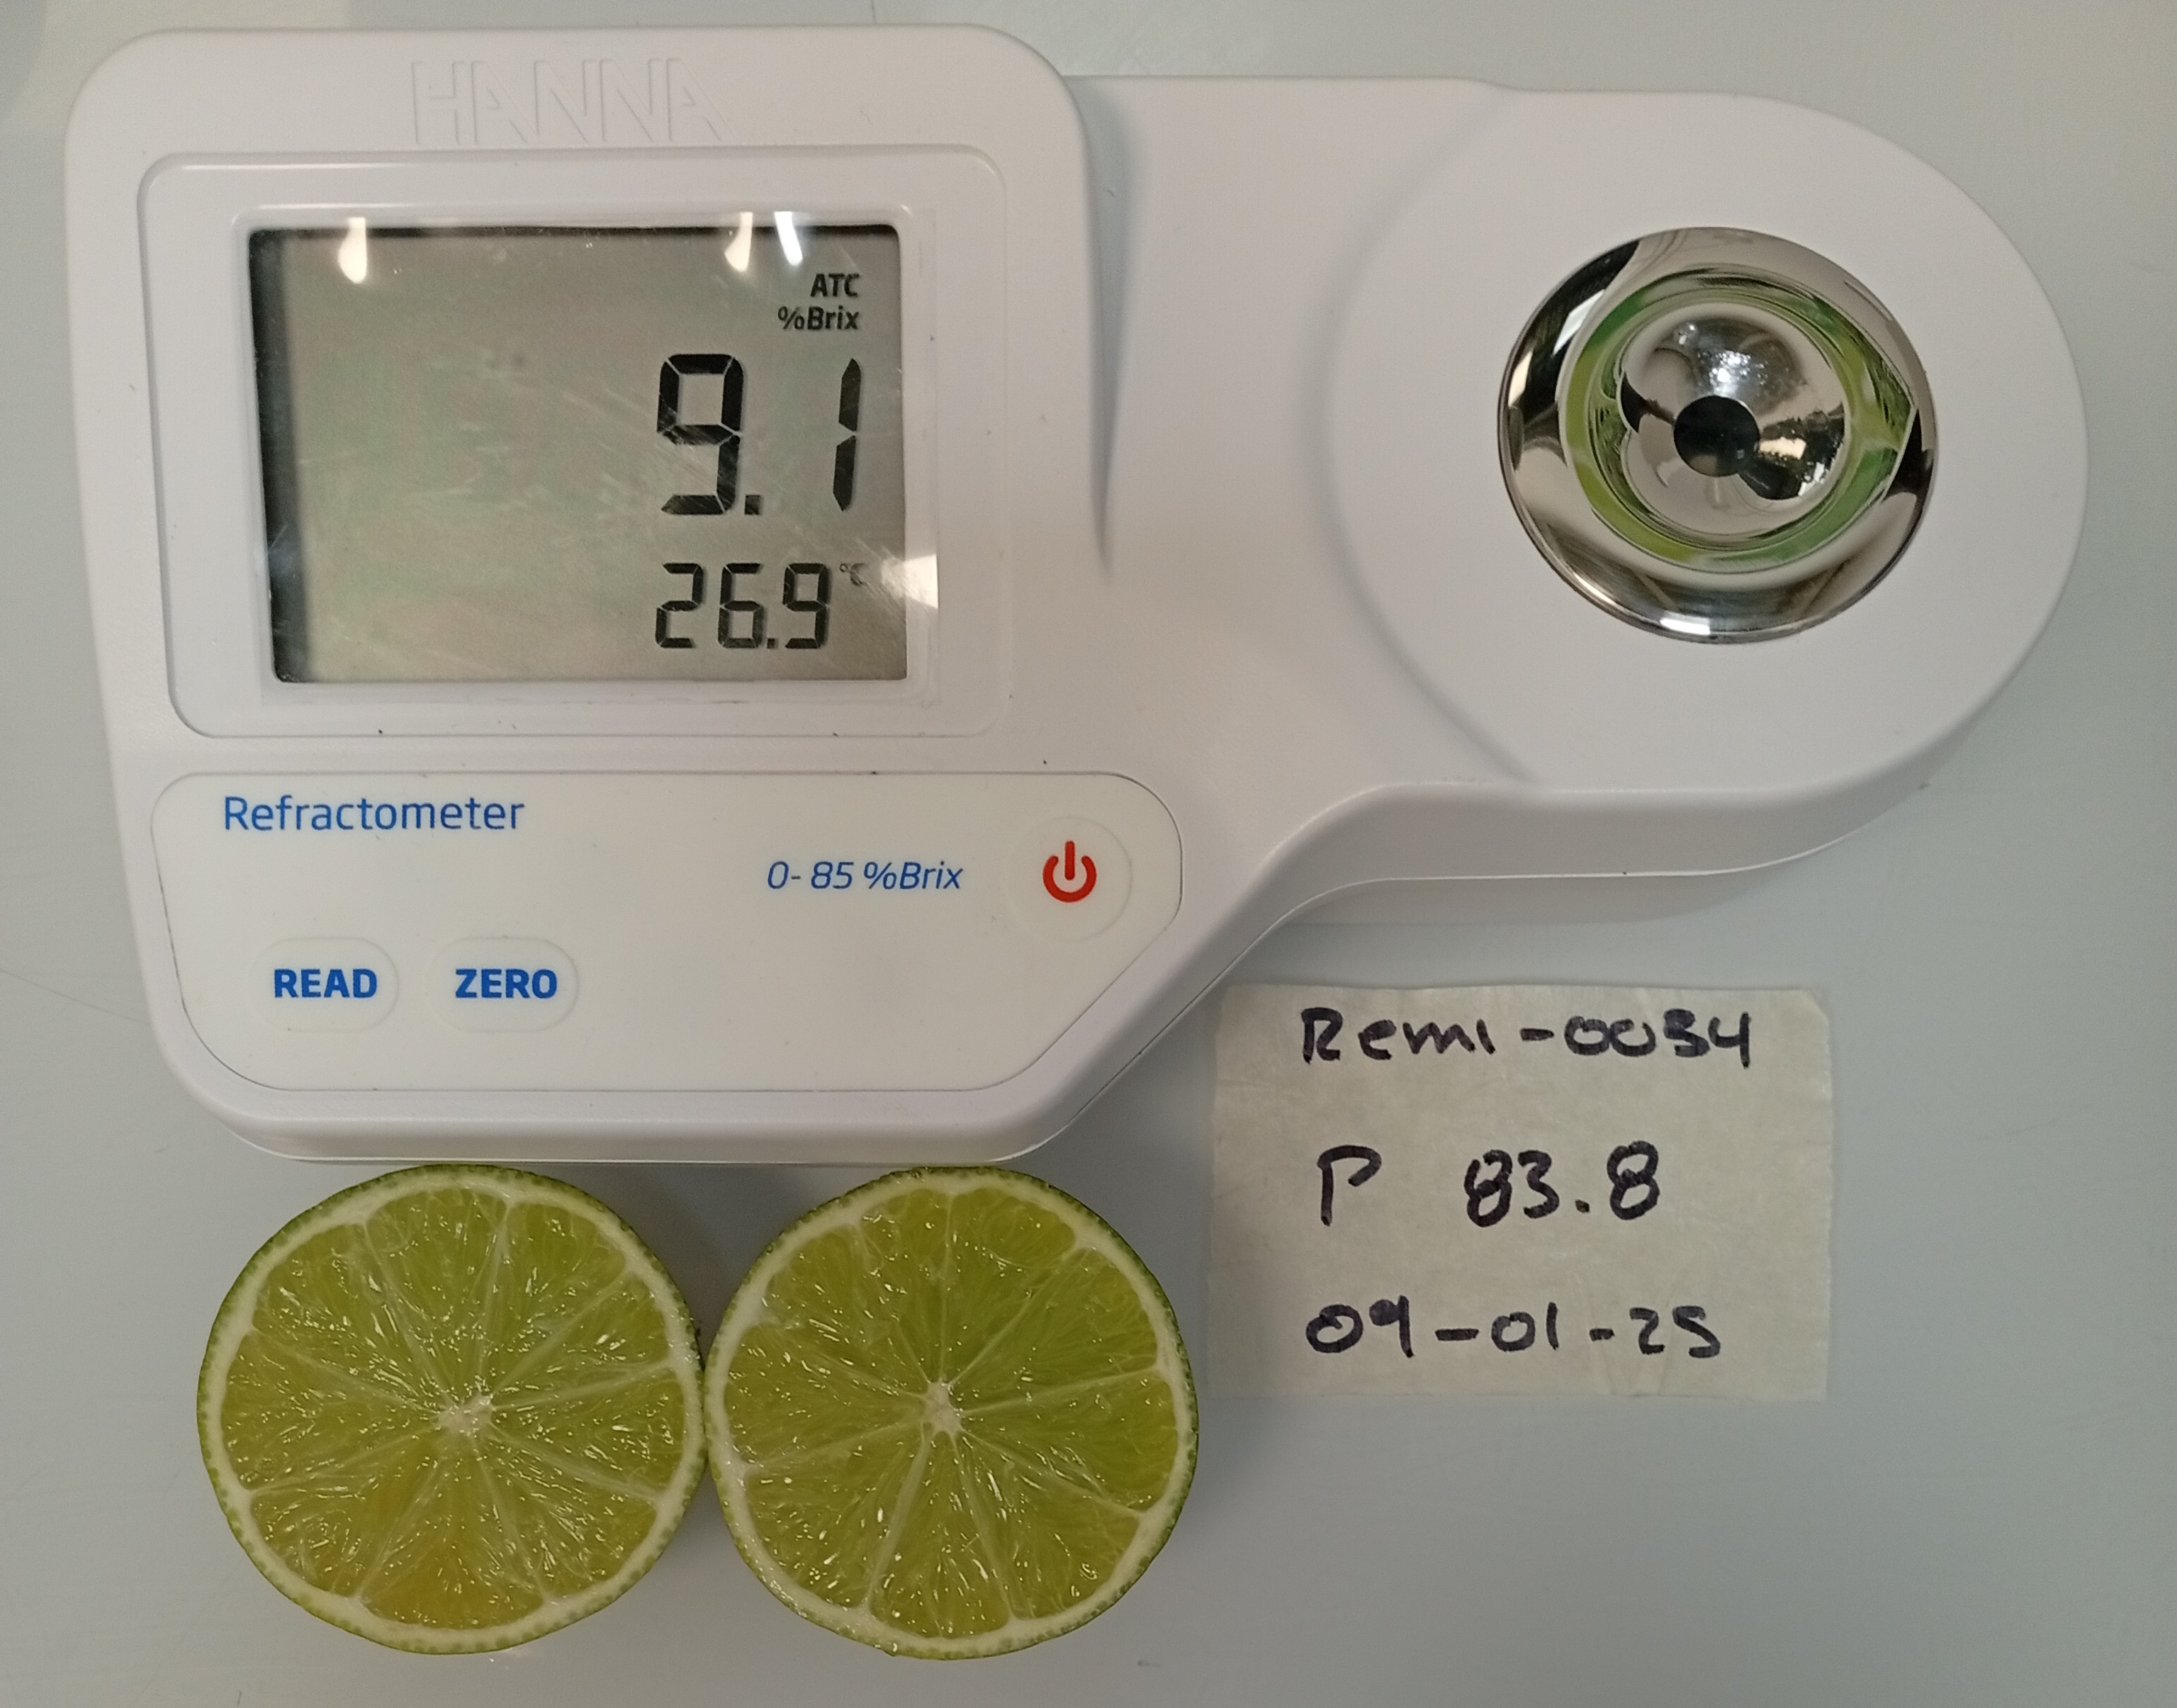 HANNA
ATC
%Brix
9.1
26.9 °C
Refractometer
0- 85 %Brix
READ ZERO
Remi-0034
P 83.8
09-01-25